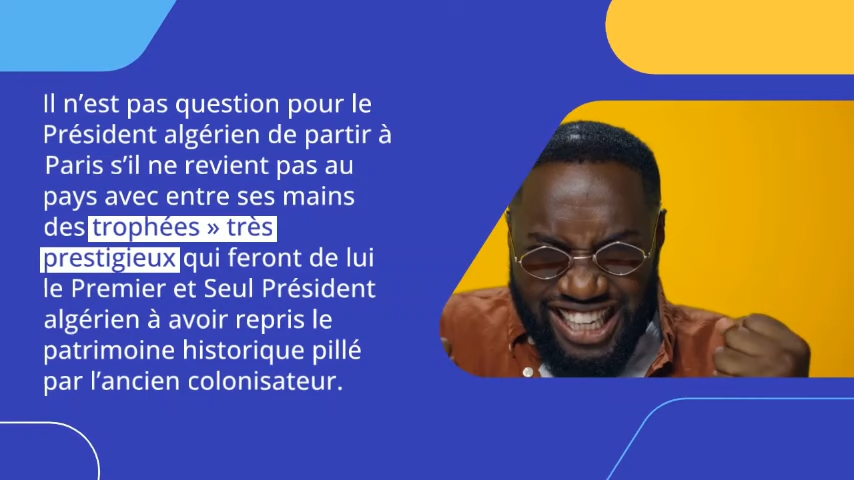 Il n’est pas question pour le
Président algérien de partir à
Paris s’il ne revient pas au
pays avec entre ses mains
des trophées » très
prestigieux qui feront de lui
le Premier et Seul Président
algérien à avoir repris le
patrimoine historique pillé
par l’ancien colonisateur.